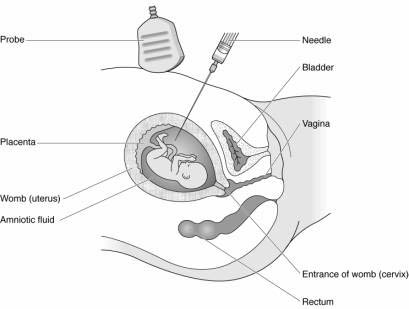 Probe
Needle
Bladder
Vagina
Placenta
Womb (uterus)
Amniotic fluid
Entrance of womb (cervix)
Rectum